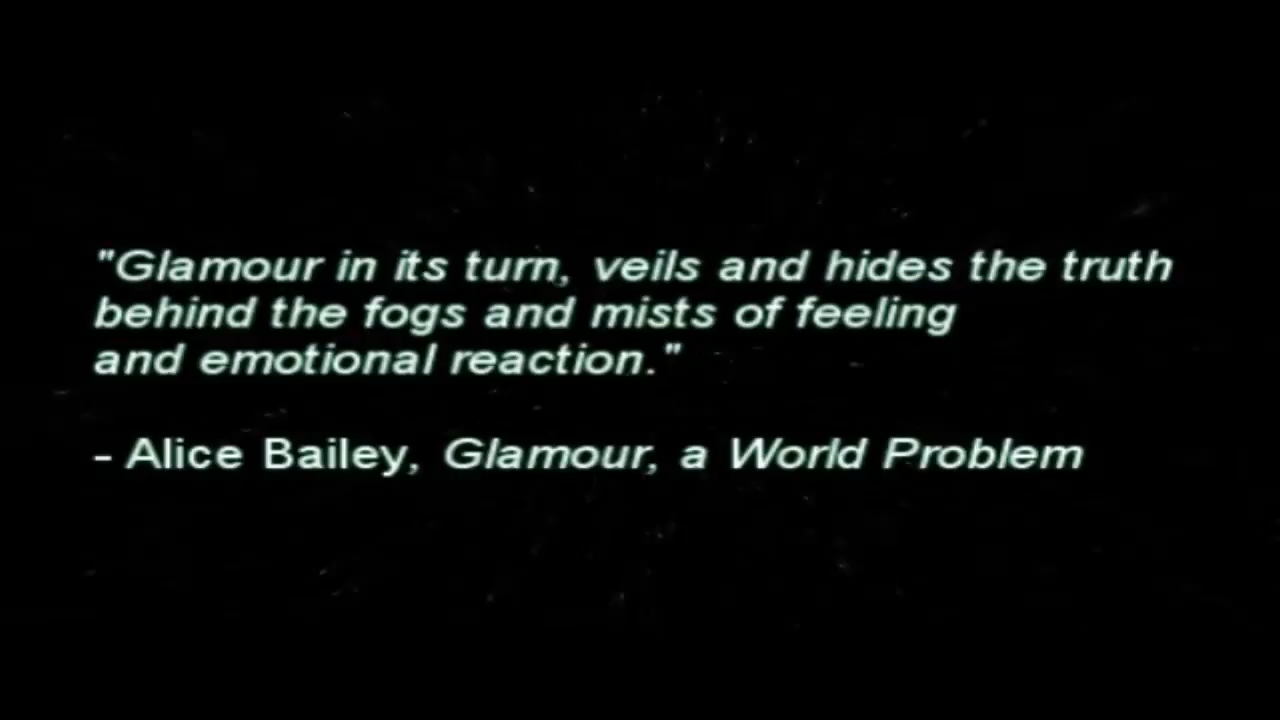 "Glamour in its turn, veils and hides the truth
behind the fogs and mists of feeling
and emotional reaction."
- Alice Bailey, Glamour, a World Problem